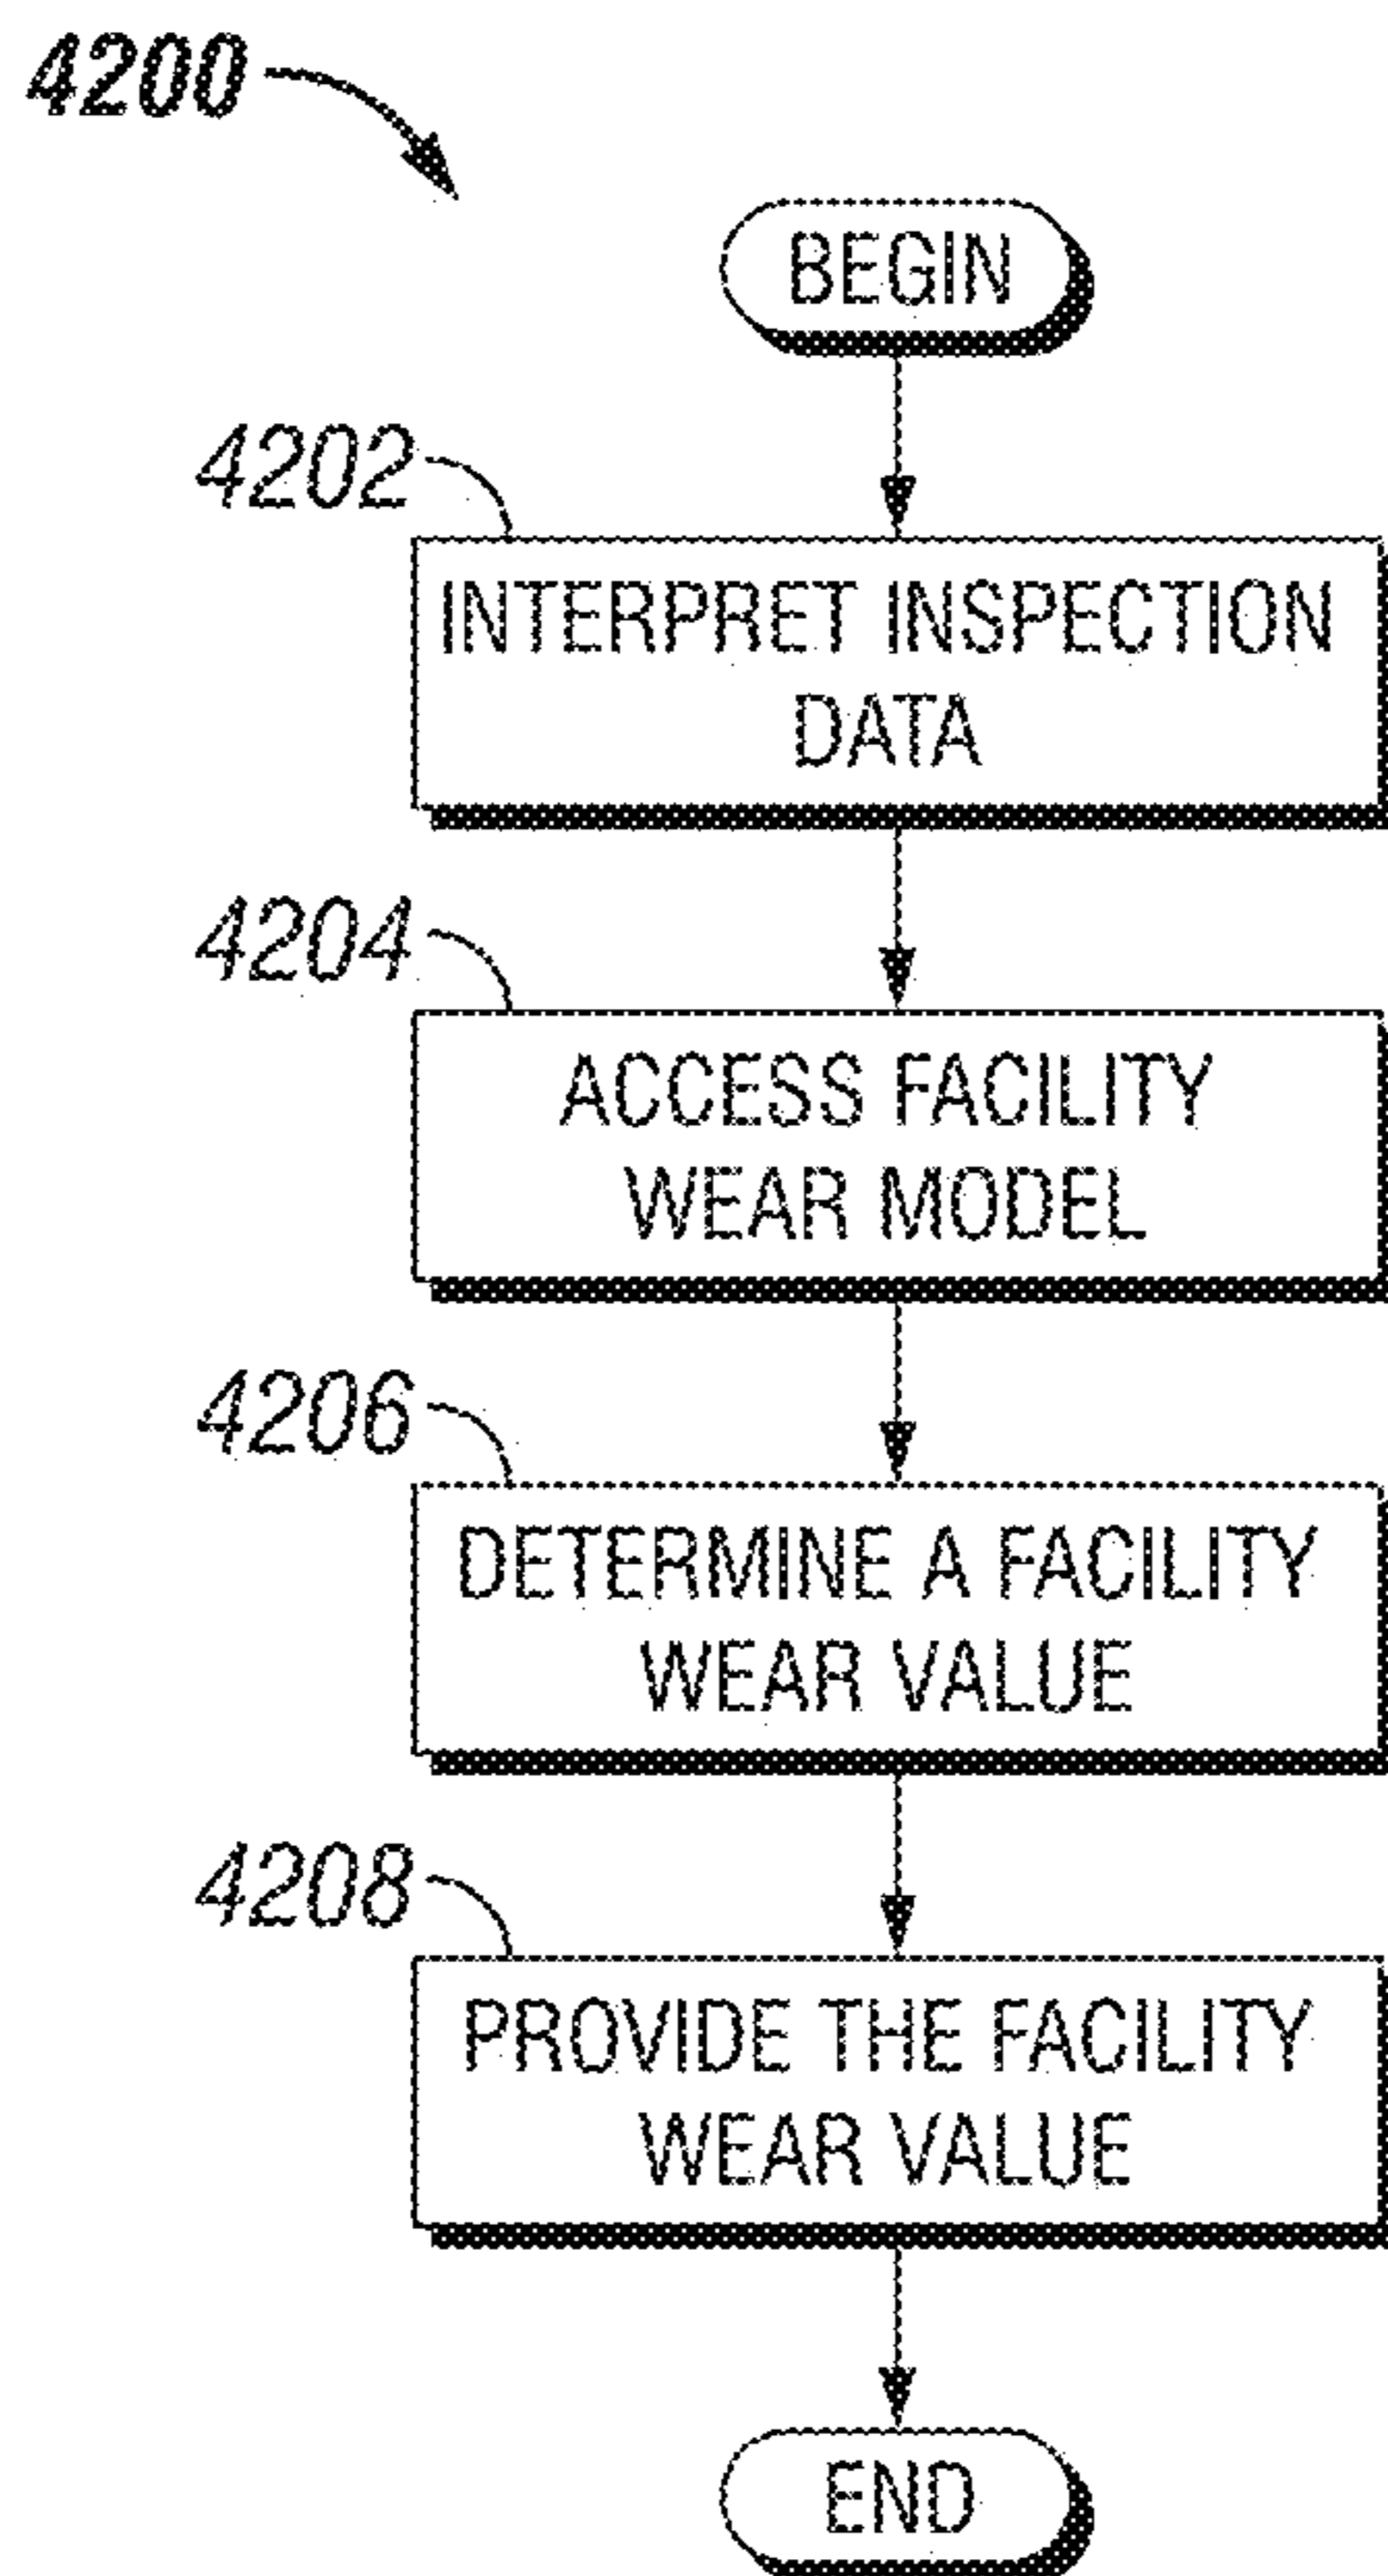 4200
BEGIN
4202
INTERPRET INSPECTION
DATA
4204
ACCESS FACILITY
WEAR MODEL
4206
DETERMINE A FACILITY
WEAR VALUE
4208
PROVIDE THE FACILITY
WEAR VALUE
END